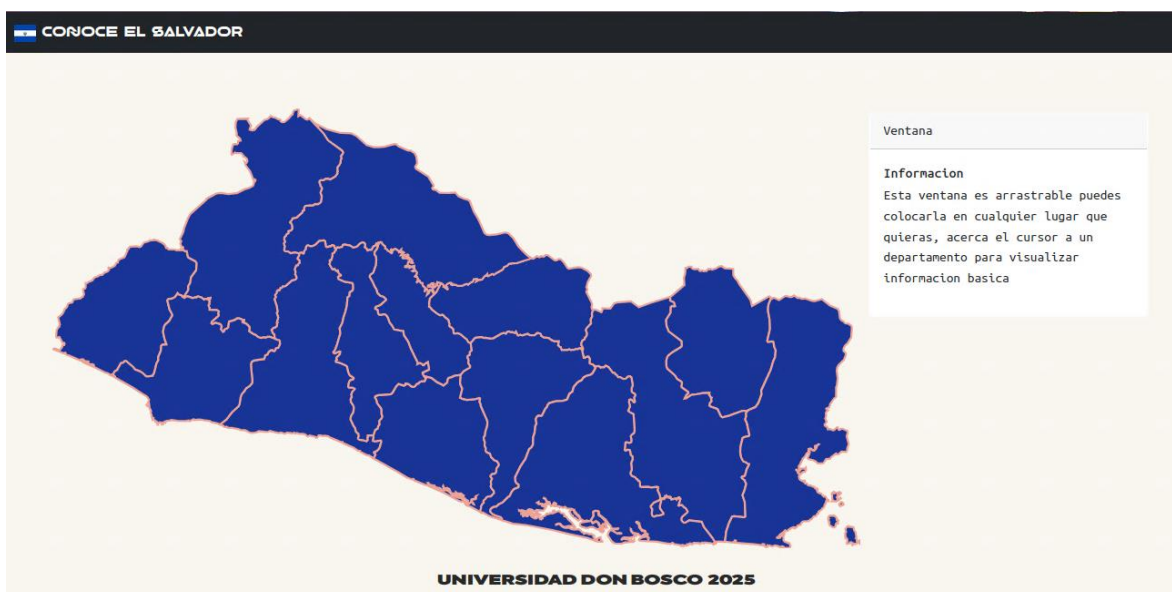 CONOCE EL SALVADOR
Ventana
Informacion
Esta ventana es arrastrable puedes
colocarla en cualquier lugar que
quieras, acerca el cursor a un
departamento para visualizar
informacion basica
UNIVERSIDAD DON BOSCO 2025